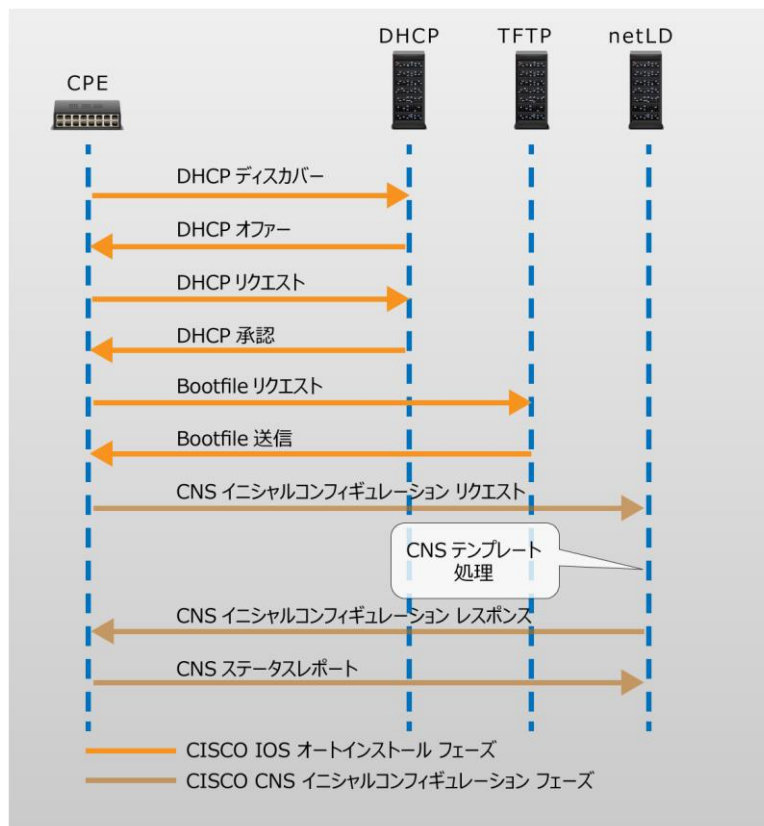 DHCP
TFTP
netLD
CPE
DHCP ディスカバー
DHCP オファー
DHCP リクエスト
DHCP 承認
Bootfile リクエスト
Bootfile 送信
CNS イニシャルコンフィギュレーション リクエスト
CNS テンプレート
処理
CNS イニシャルコンフィギュレーション レスポンス
CNS ステータスレポート
CISCO IOS オートインストール フェーズ
CISCO CNS イニシャルコンフィギュレーション フェーズ